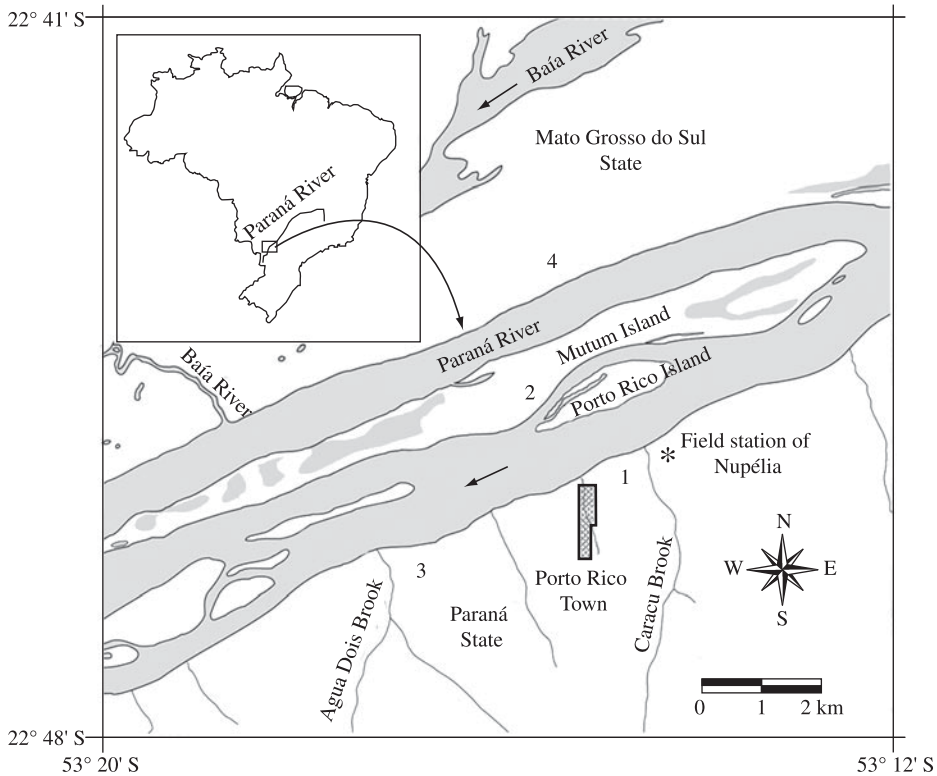 22° 41' S
Baía River
Mato Grosso do Sul
State
Paraná River
4
Paraná River
Mutum Island
Baía River
2
Porto Rico Island
Field station of
Nupélia
*
1
N
W
E
S
3
Porto Rico
Town
Caracu Brook
Paraná
State
Agua Dois Brook
0 1 2 km
22° 48' S
53° 20' S
53° 12' S